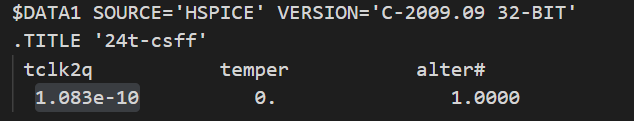 $DATA1 SOURCE='HSPICE' VERSION='C-2009.09 32-BIT'
.TITLE '24t-csff'
tclk2q temper alter#
1.083e-10 0. 1.0000